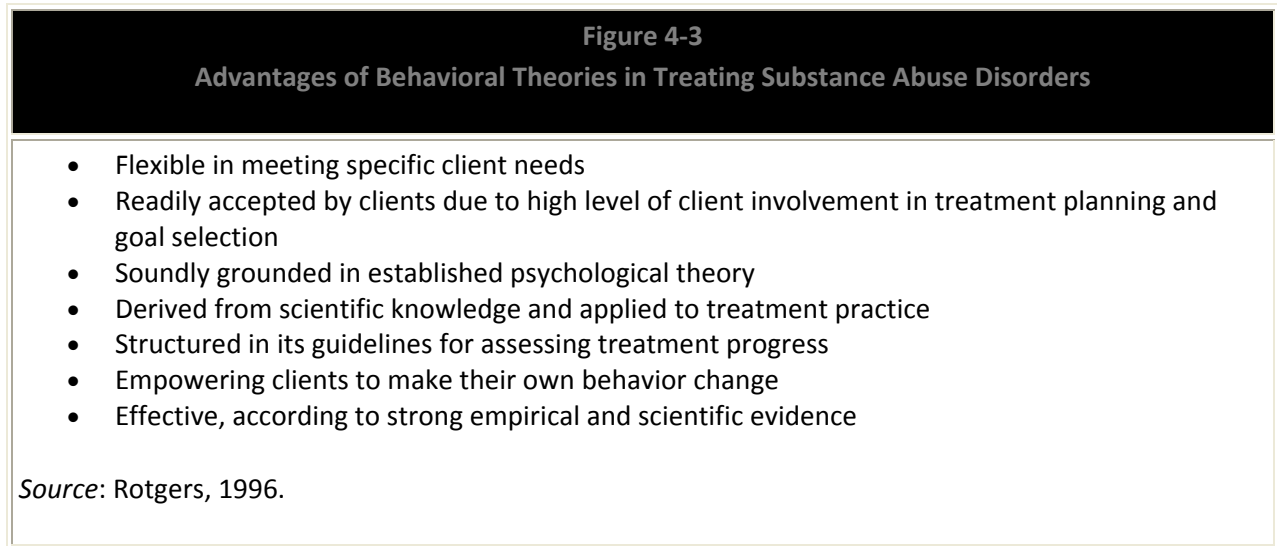 Figure 4-3
Advantages of Behavioral Theories in Treating Substance Abuse Disorders
• Flexible in meeting specific client needs
• Readily accepted by clients due to high level of client involvement in treatment planning and
goal selection
• Soundly grounded in established psychological theory
• Derived from scientific knowledge and applied to treatment practice
• Structured in its guidelines for assessing treatment progress
• Empowering clients to make their own behavior change
• Effective, according to strong empirical and scientific evidence
Source: Rotgers, 1996.